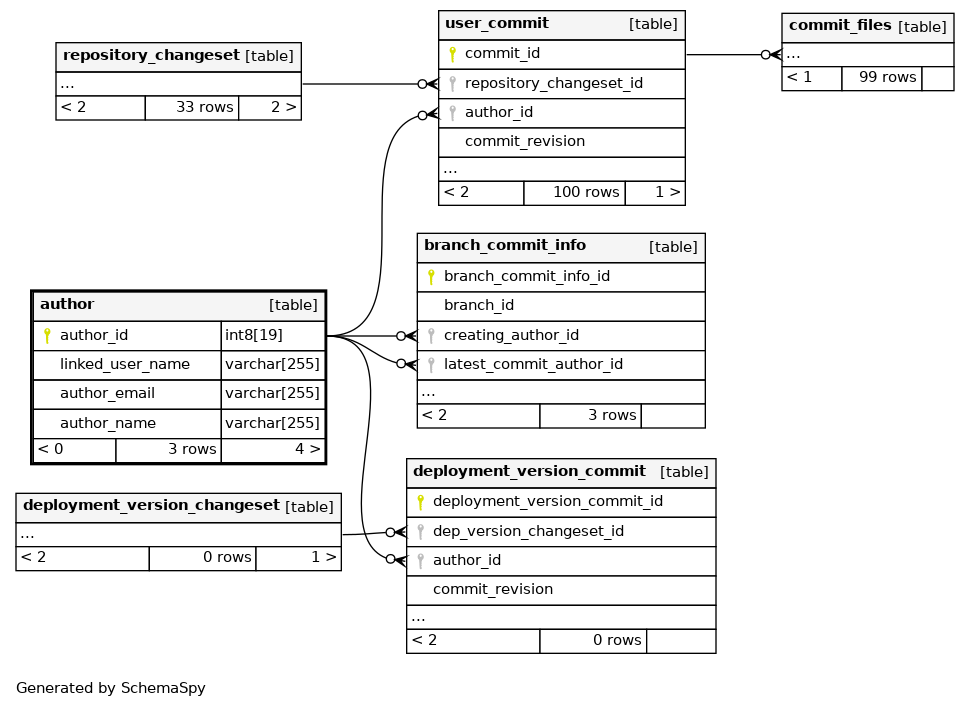 repository_changeset [table]
...
< 2 33 rows 2 >
user_commit [table]
commit_id
repository_changeset_id
author_id
commit_revision
...
< 2 100 rows 1 >
commit_files [table]
...
< 1 99 rows
branch_commit_info [table]
branch_commit_info_id
branch_id
creating_author_id
latest_commit_author_id
...
< 2 3 rows
author [table]
author_id int8[19]
linked_user_name varchar[255]
author_email varchar[255]
author_name varchar[255]
< 0 3 rows 4 >
deployment_version_changeset [table]
...
< 2 0 rows 1 >
deployment_version_commit [table]
deployment_version_commit_id
dep_version_changeset_id
author_id
commit_revision
...
< 2 0 rows
Generated by SchemaSpy